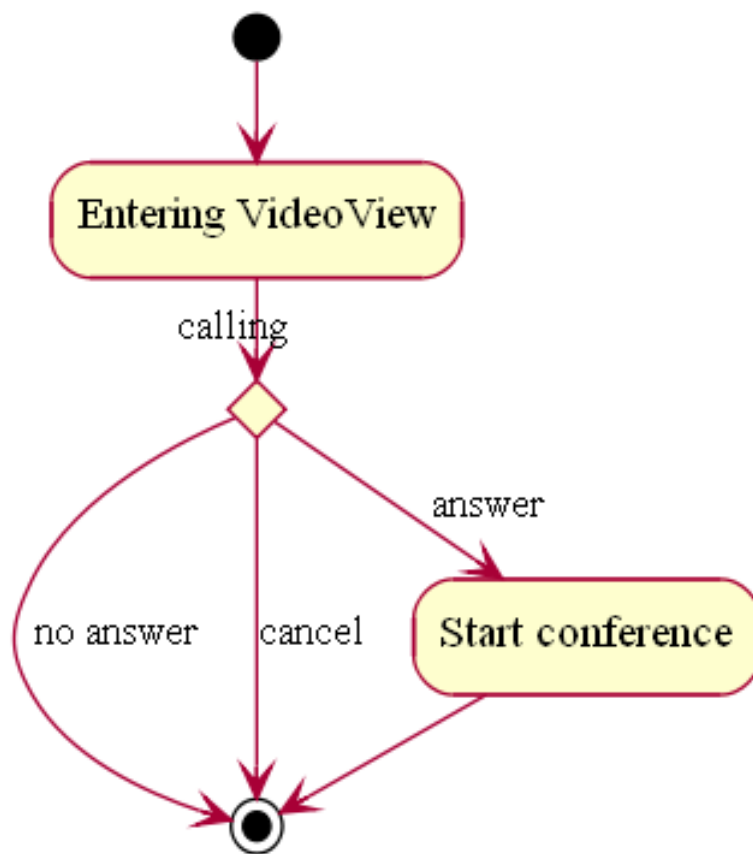 Entering VideoView
calling
answer
no answer
cancel
Start conference